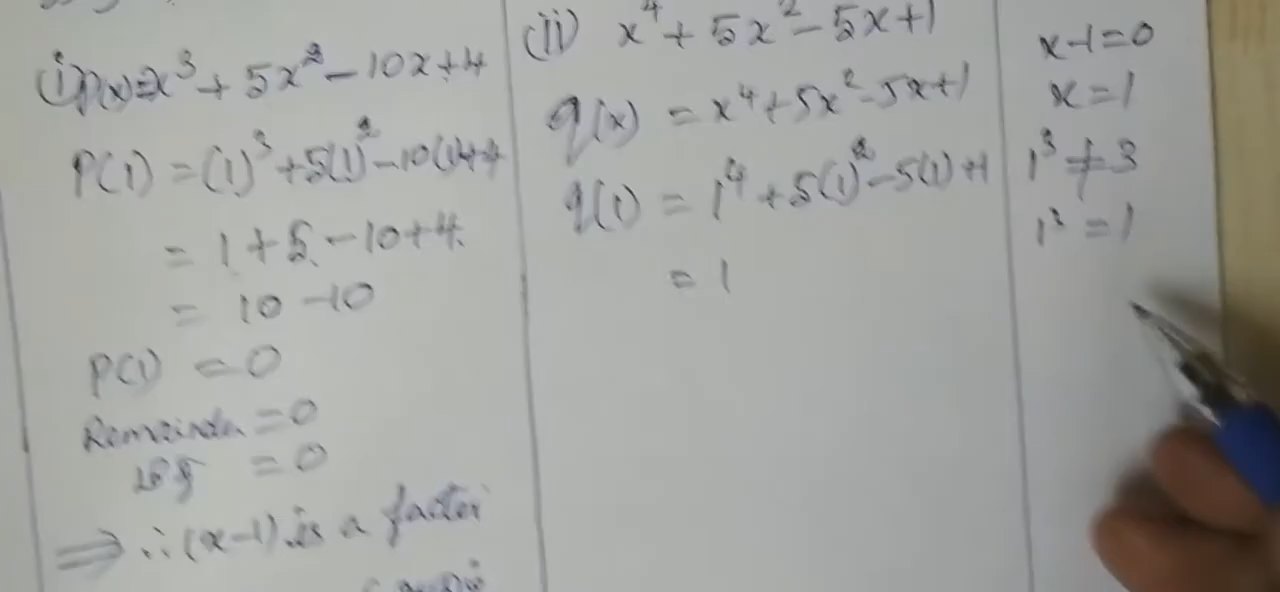 (i) P(x)=x³+5x²-10x+4
P(1) = (1)³+5(1)²-10(1)+4
= 1+5-10+4
= 10-10
P(1) = 0
Remainder = 0
மீதி = 0
⟹ ∴(x-1) is a factor
(ii) x⁴+5x²-5x+1
q(x) = x⁴+5x²-5x+1
q(1) = 1⁴+5(1)²-5(1)+1
= 1
x-1=0
x=1
1³≠3
1³=1